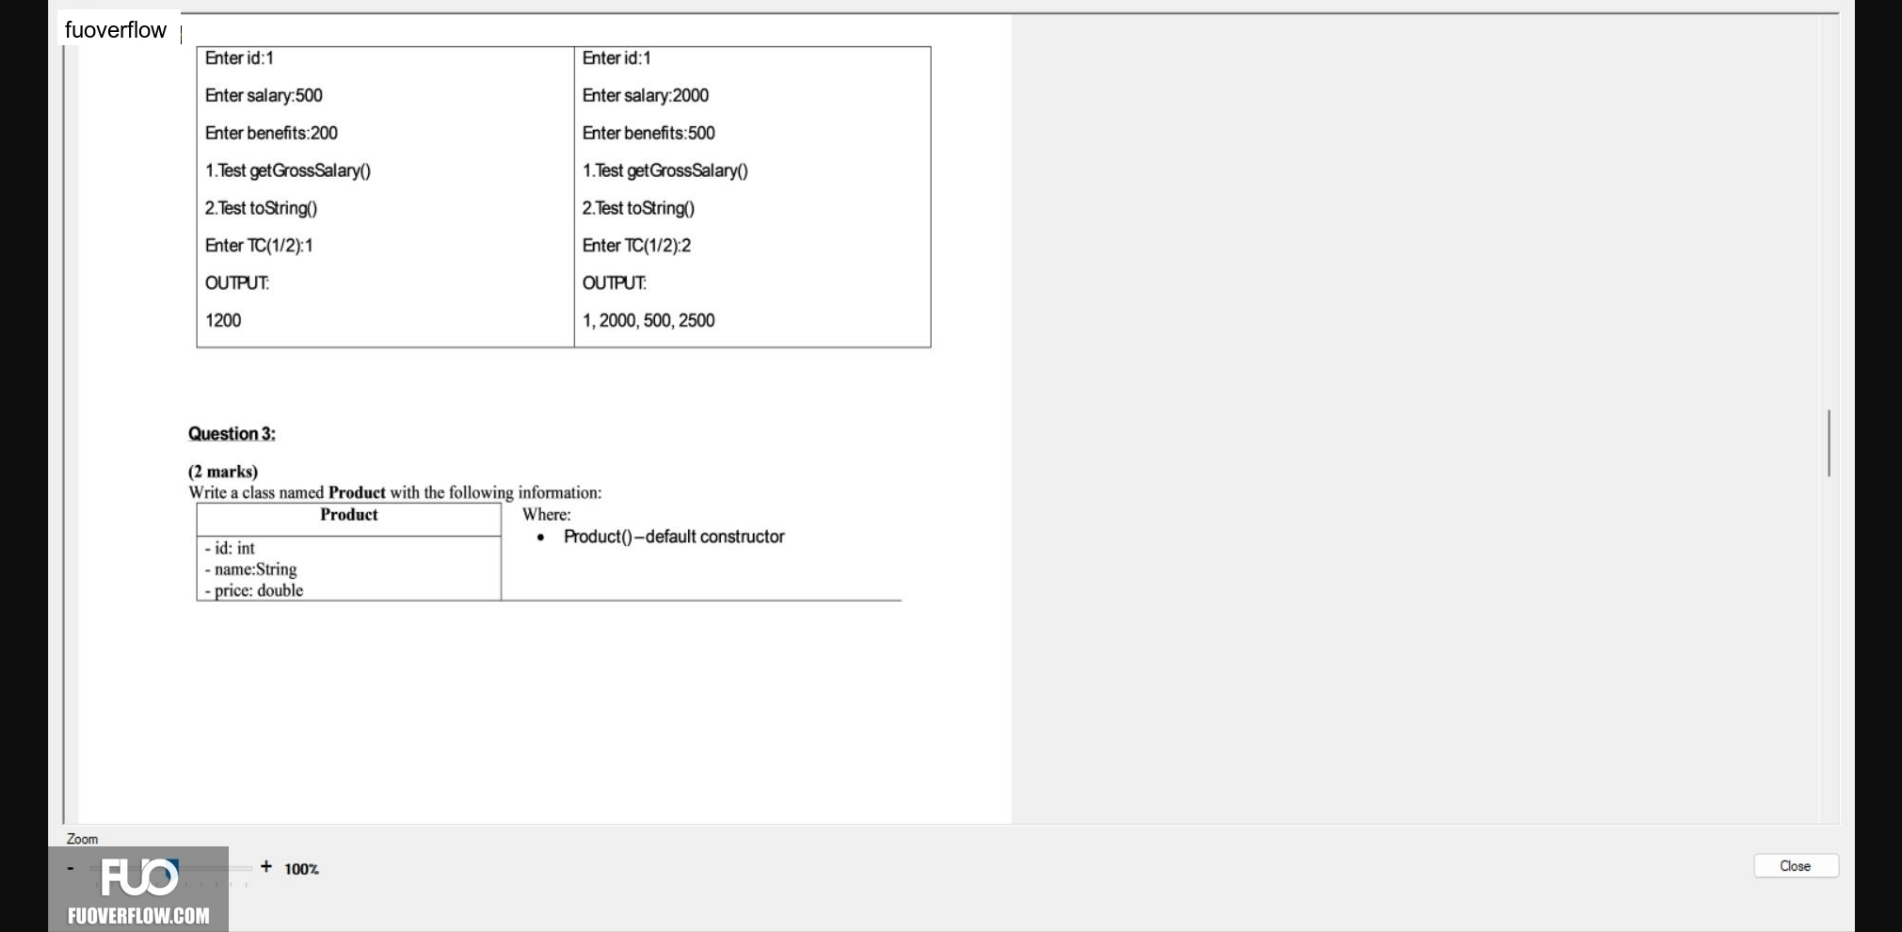 fuoverflow
Enter id:1
Enter salary:500
Enter benefits:200
1.Test getGrossSalary()
2.Test toString()
Enter TC(1/2):1
OUTPUT:
1200
Enter id:1
Enter salary:2000
Enter benefits:500
1.Test getGrossSalary()
2.Test toString()
Enter TC(1/2):2
OUTPUT:
1, 2000, 500, 2500
Question 3:
(2 marks)
Write a class named Product with the following information:
Product
- id: int
- name:String
- price: double
Where:
• Product()–default constructor
Zoom
- + 100%
Close
FUO
FUOVERFLOW.COM